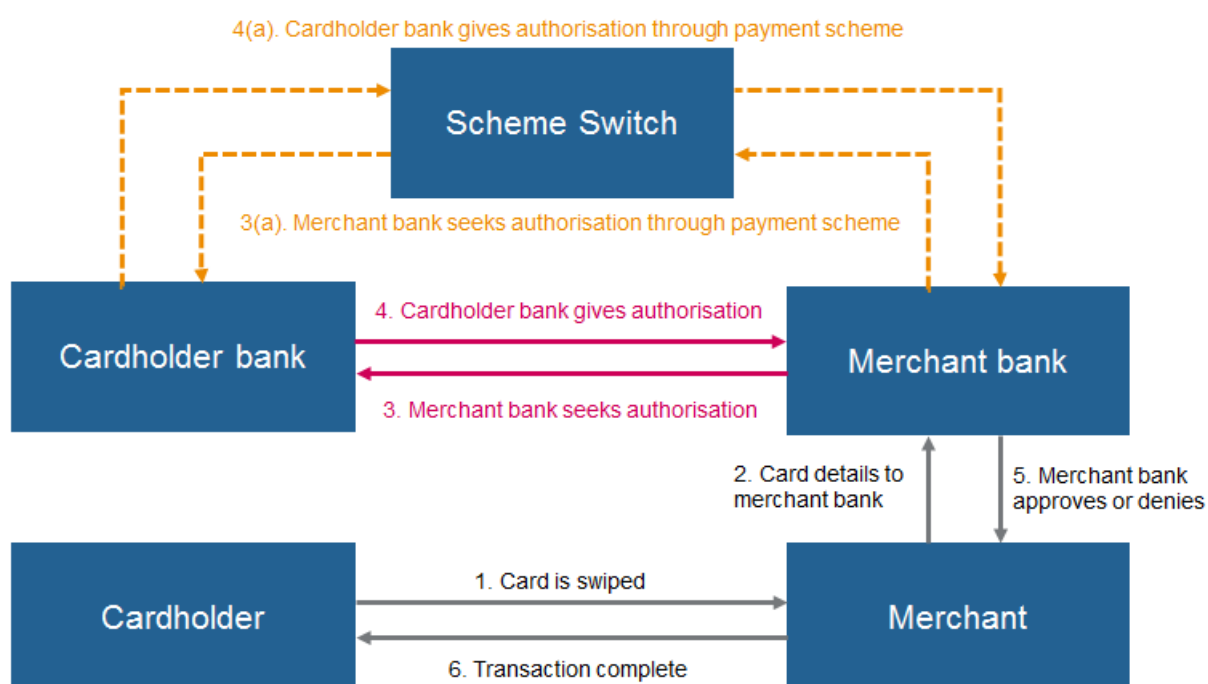 4(a). Cardholder bank gives authorisation through payment scheme
Scheme Switch
3(a). Merchant bank seeks authorisation through payment scheme
Cardholder bank
4. Cardholder bank gives authorisation
3. Merchant bank seeks authorisation
Merchant bank
2. Card details to
merchant bank
5. Merchant bank
approves or denies
Cardholder
1. Card is swiped
6. Transaction complete
Merchant